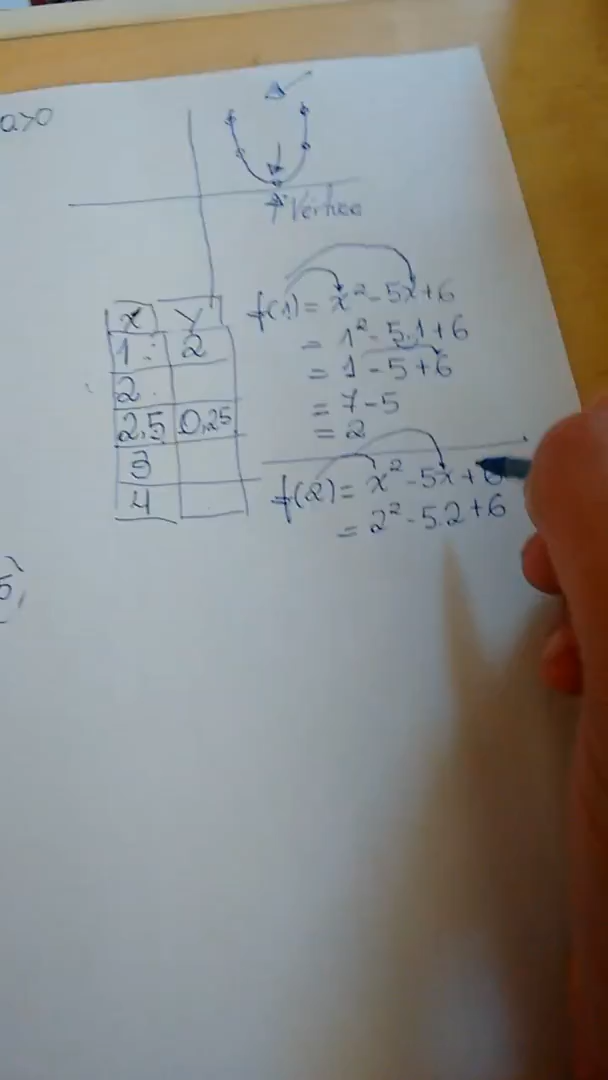 a>0
Vértice
x y
1 2
2
2,5 0,25
3
4
f(1) = x² - 5x + 6
= 1² - 5.1 + 6
= 1 - 5 + 6
= 7 - 5
= 2
f(2) = x² - 5x + 6
= 2² - 5.2 + 6
5,